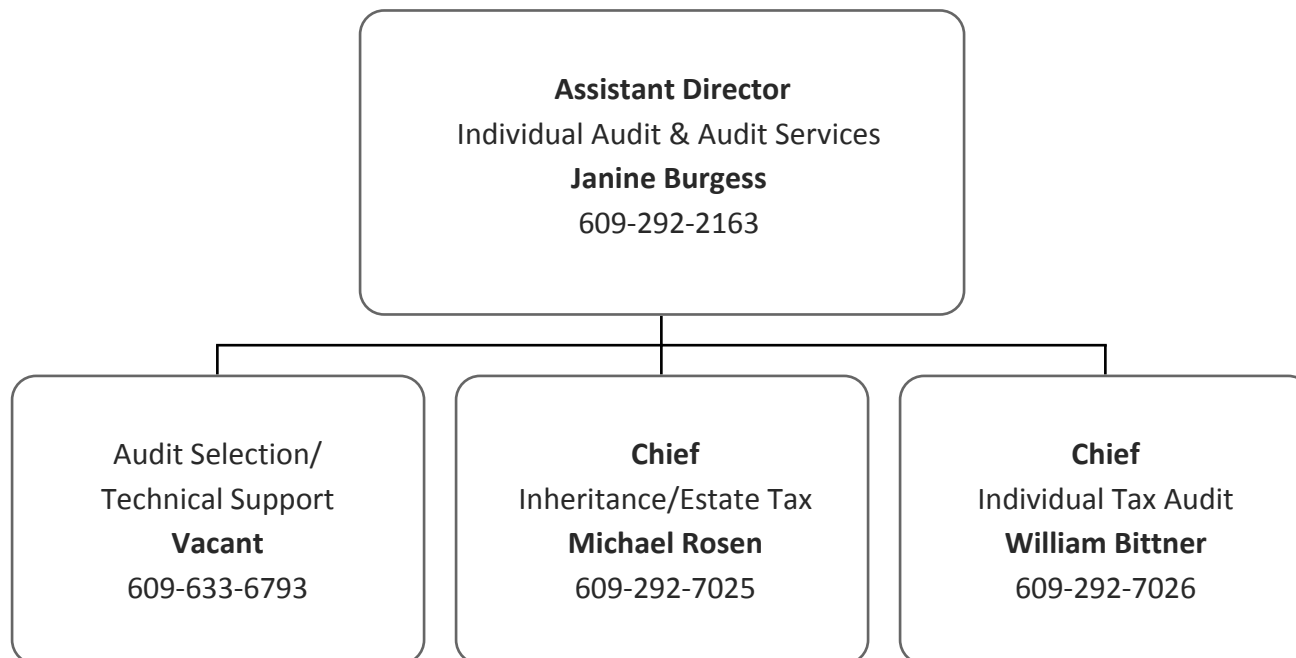 Assistant Director
Individual Audit & Audit Services
Janine Burgess
609-292-2163
Audit Selection/
Technical Support
Vacant
609-633-6793
Chief
Inheritance/Estate Tax
Michael Rosen
609-292-7025
Chief
Individual Tax Audit
William Bittner
609-292-7026